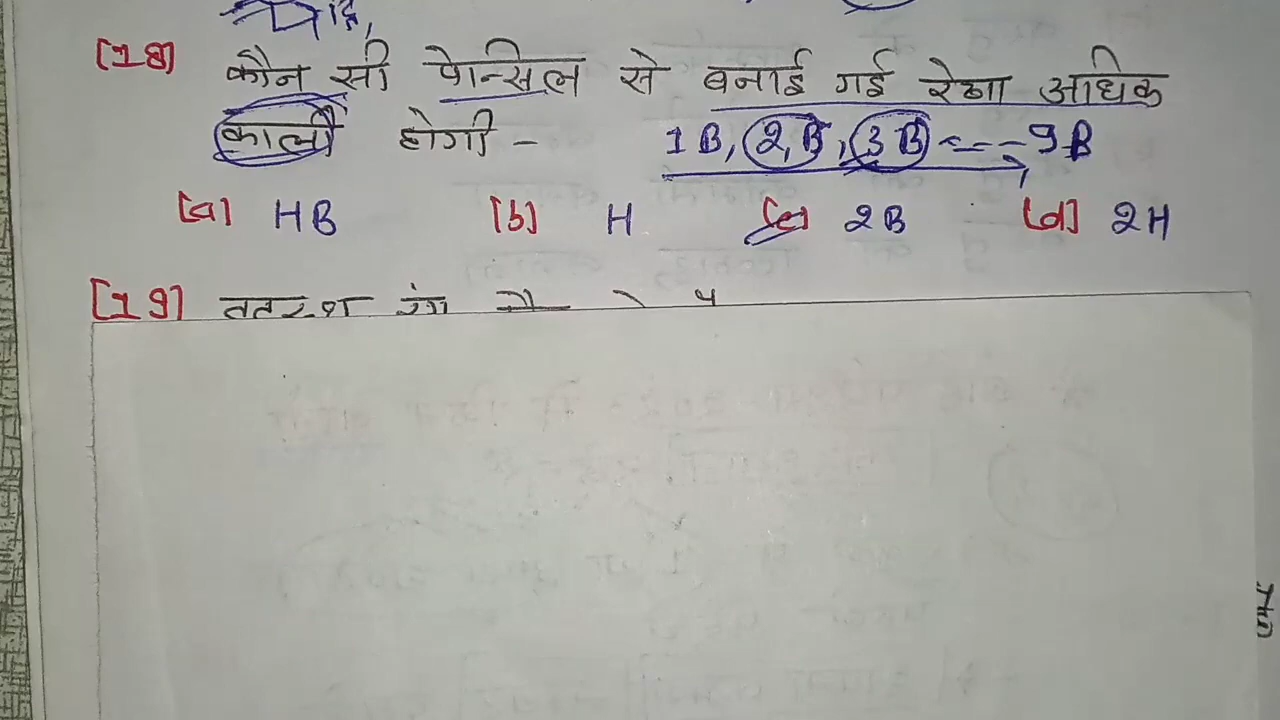 [18] कौन सी पेन्सिल से बनाई गई रेखा अधिक
काली होगी - 1B, 2B, 3B ---- 9B
[a] HB [b] H [c] 2B [d] 2H
[19] रंग